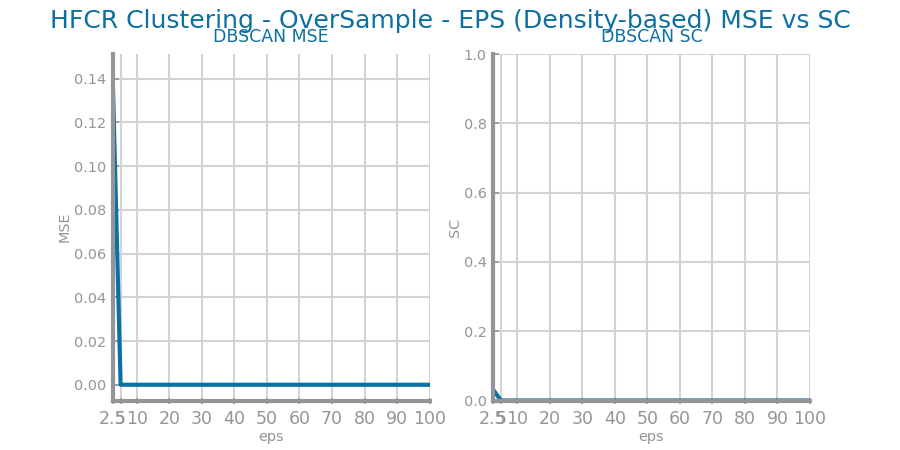 HFCR Clustering - OverSample - EPS (Density-based) MSE vs SC
DBSCAN MSE
0.14
0.12
0.10
0.08
0.06
0.04
0.02
0.00
MSE
2.5 5 10 20 30 40 50 60 70 80 90 100
eps
DBSCAN SC
1.0
0.8
0.6
0.4
0.2
0.0
SC
2.5 5 10 20 30 40 50 60 70 80 90 100
eps